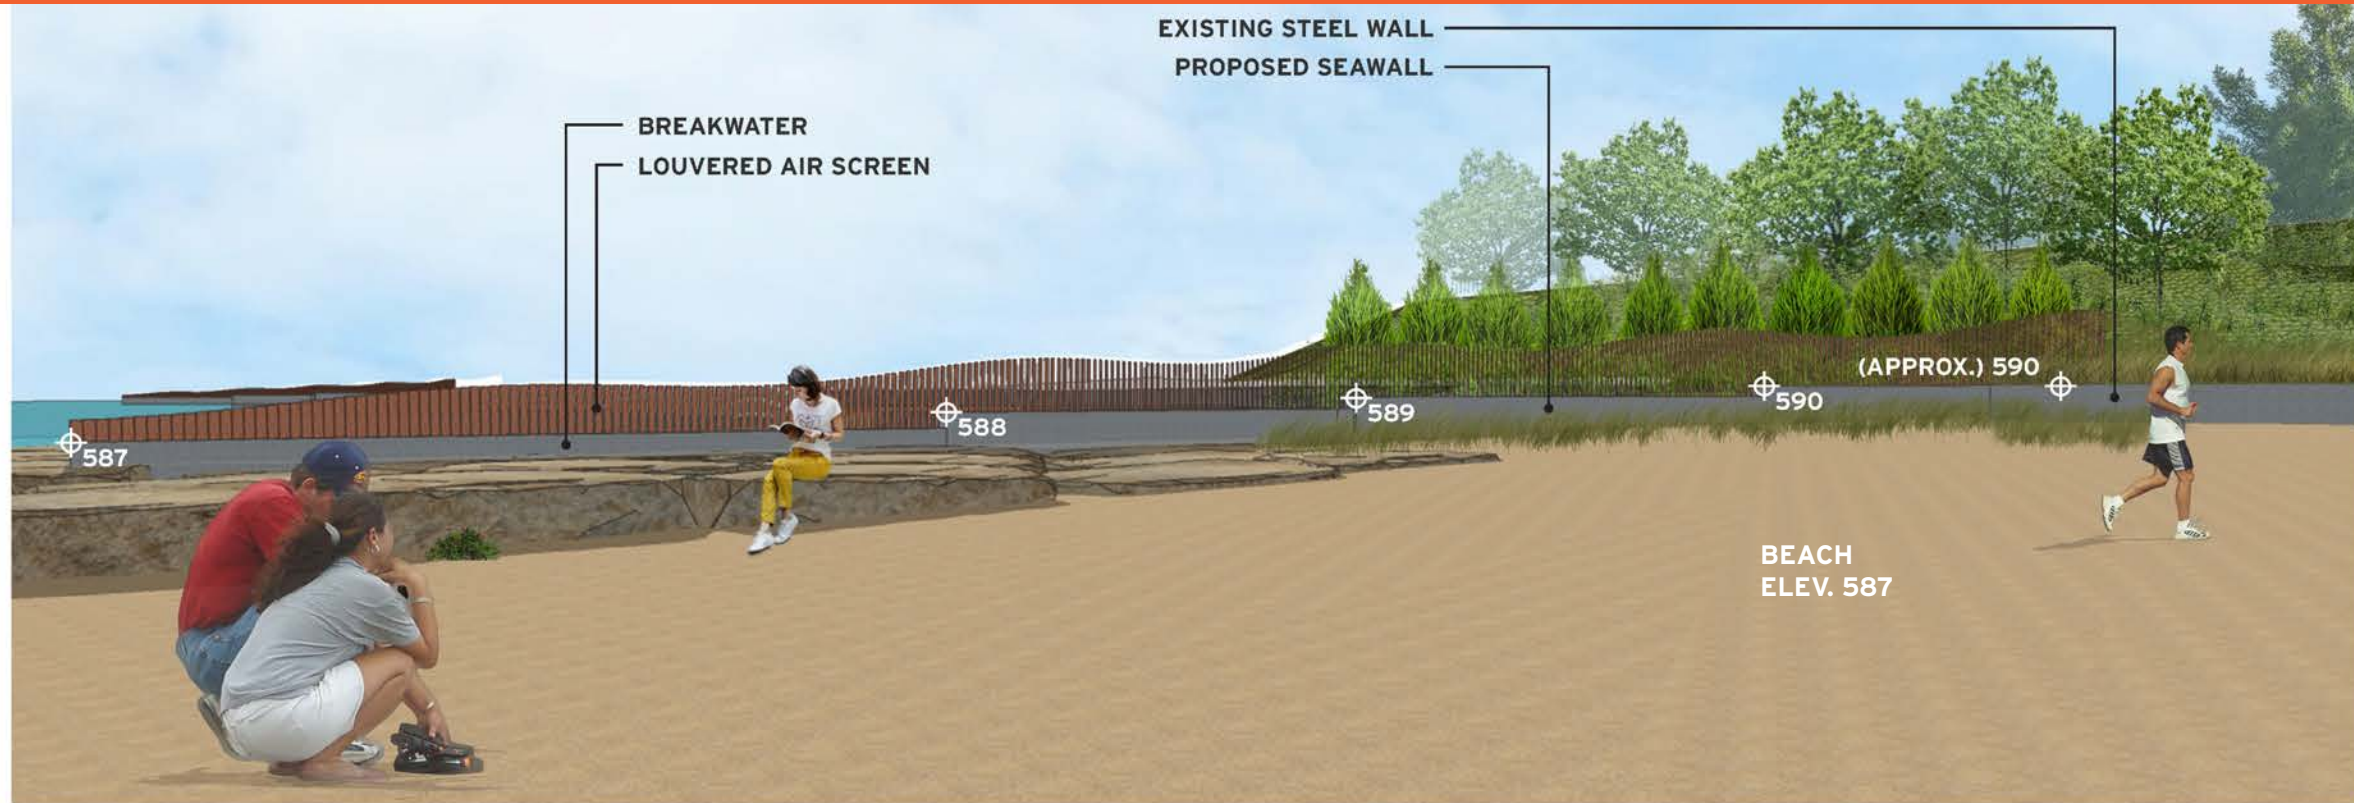 EXISTING STEEL WALL
PROPOSED SEAWALL
BREAKWATER
LOUVERED AIR SCREEN
(APPROX.) 590
590
589
588
587
BEACH
ELEV. 587